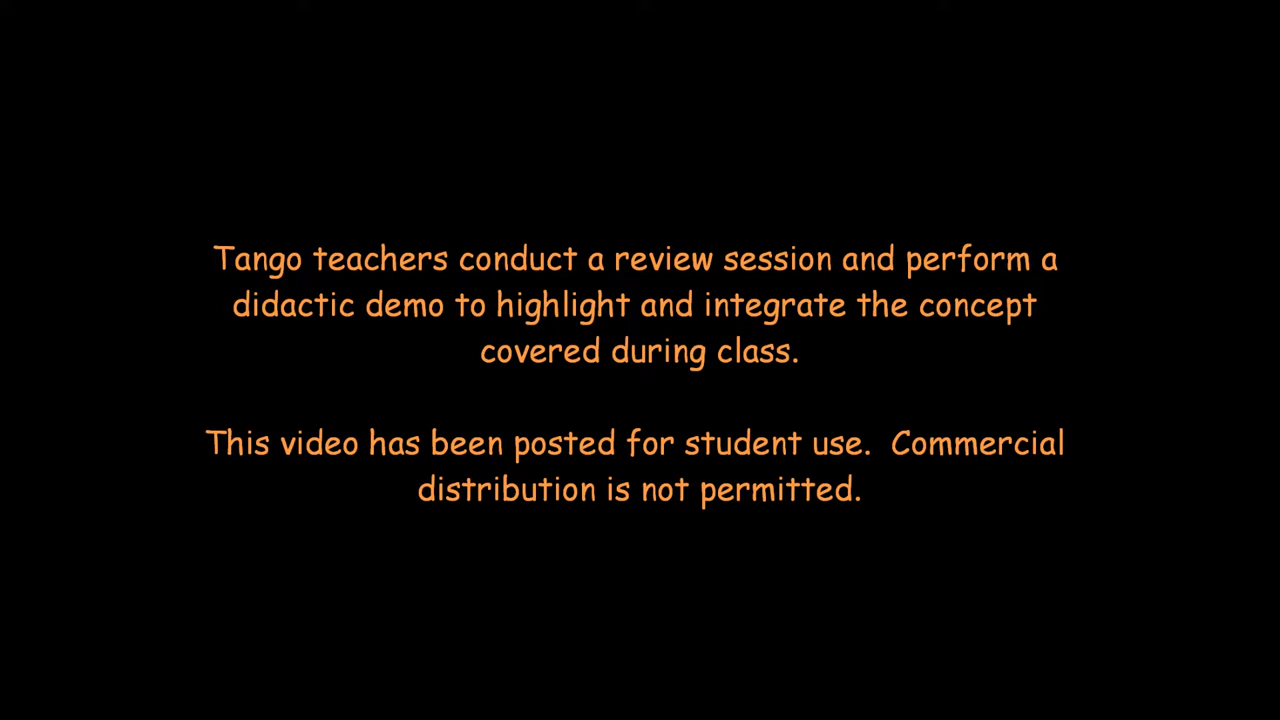 Tango teachers conduct a review session and perform a
didactic demo to highlight and integrate the concept
covered during class.
This video has been posted for student use.  Commercial
distribution is not permitted.